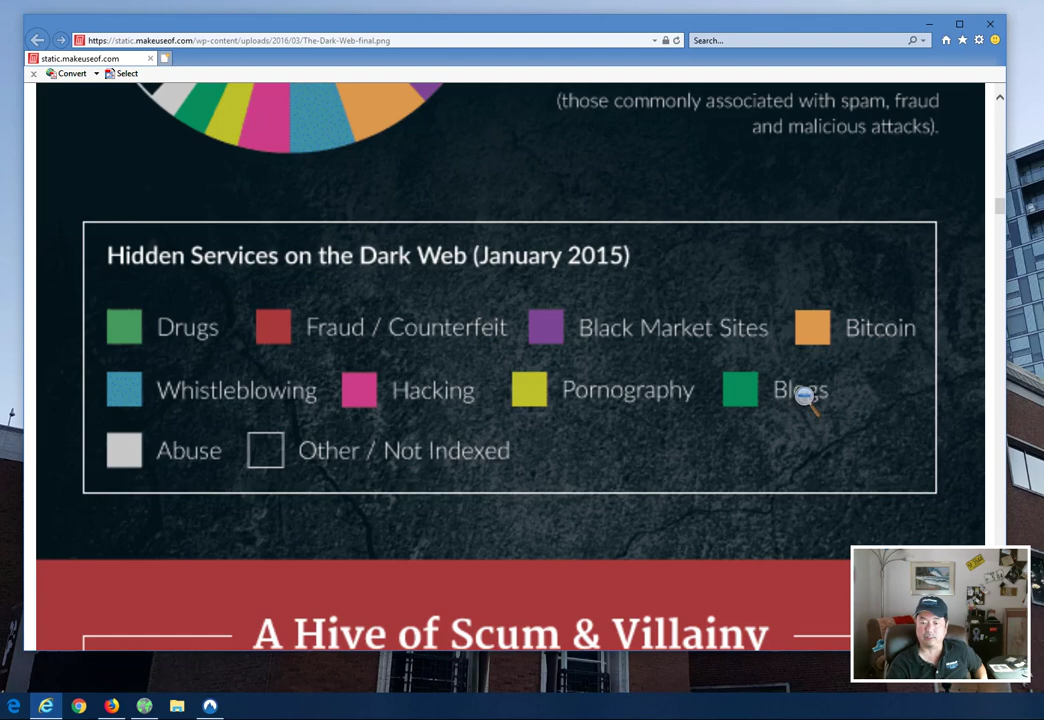 https://static.makeuseof.com/wp-content/uploads/2016/03/The-Dark-Web-final.png
Search...
static.makeuseof.com
Convert
Select
(those commonly associated with spam, fraud
and malicious attacks).
Hidden Services on the Dark Web (January 2015)
Drugs Fraud / Counterfeit Black Market Sites Bitcoin
Whistleblowing Hacking Pornography Blogs
Abuse Other / Not Indexed
A Hive of Scum & Villainy